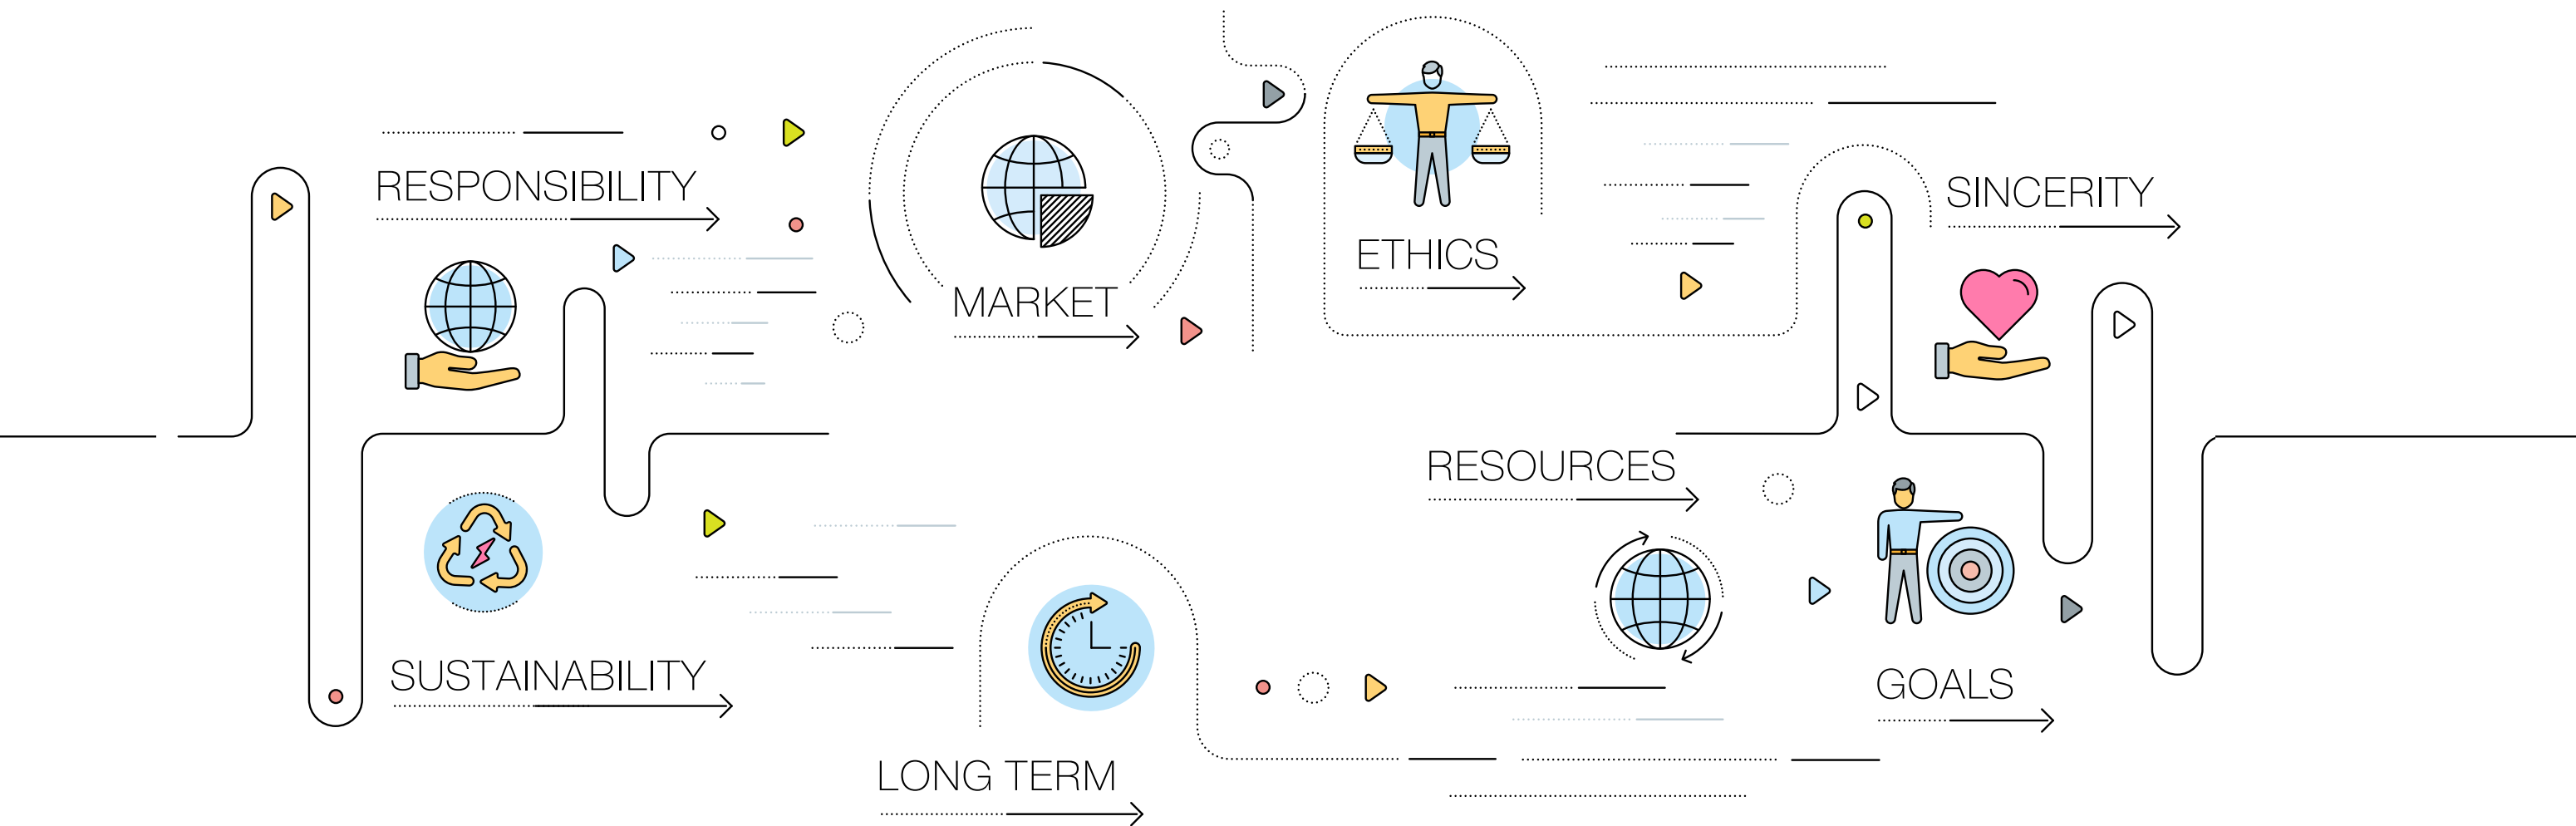 RESPONSIBILITY
MARKET
ETHICS
SINCERITY
SUSTAINABILITY
LONG TERM
RESOURCES
GOALS